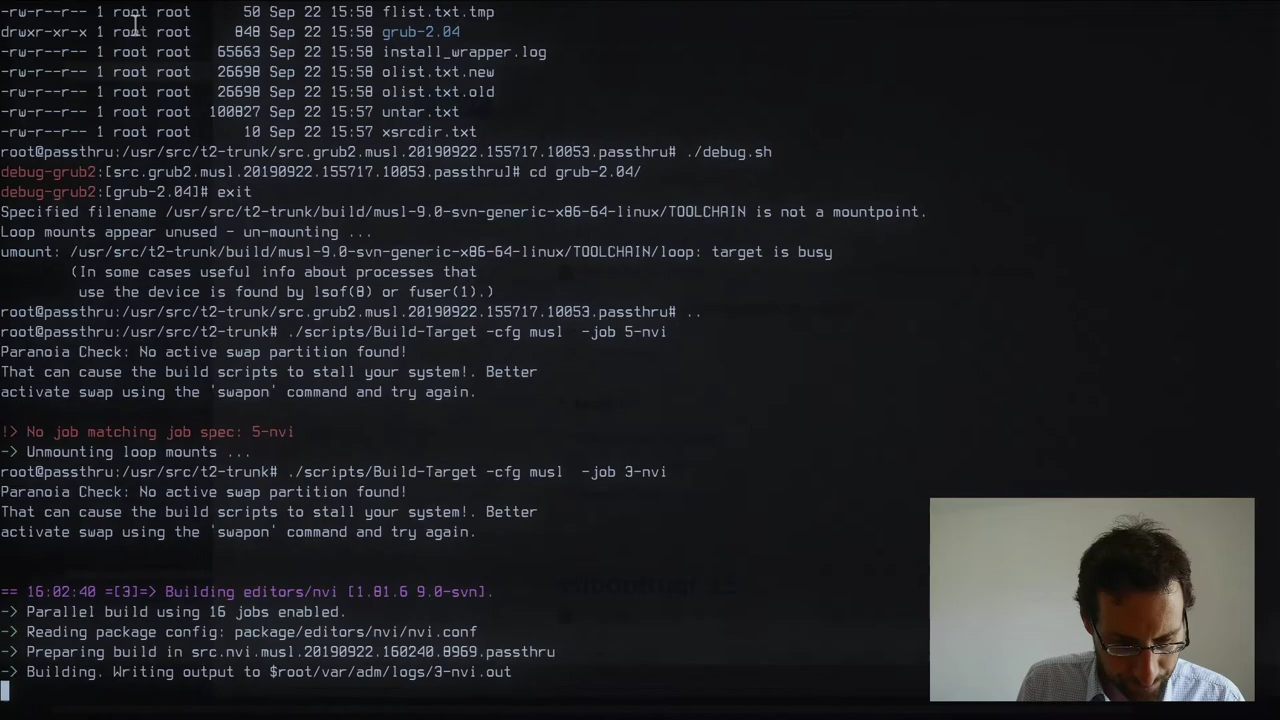 -rw-r--r-- 1 root root      50 Sep 22 15:58 flist.txt.tmp
drwxr-xr-x 1 root root     848 Sep 22 15:58 grub-2.04
-rw-r--r-- 1 root root   65663 Sep 22 15:58 install_wrapper.log
-rw-r--r-- 1 root root   26698 Sep 22 15:58 olist.txt.new
-rw-r--r-- 1 root root   26698 Sep 22 15:58 olist.txt.old
-rw-r--r-- 1 root root  100827 Sep 22 15:57 untar.txt
-rw-r--r-- 1 root root      10 Sep 22 15:57 xsrcdir.txt
root@passthru:/usr/src/t2-trunk/src.grub2.musl.20190922.155717.10053.passthru# ./debug.sh
debug-grub2:[src.grub2.musl.20190922.155717.10053.passthru]# cd grub-2.04/
debug-grub2:[grub-2.04]# exit
Specified filename /usr/src/t2-trunk/build/musl-9.0-svn-generic-x86-64-linux/TOOLCHAIN is not a mountpoint.
Loop mounts appear unused - un-mounting ...
umount: /usr/src/t2-trunk/build/musl-9.0-svn-generic-x86-64-linux/TOOLCHAIN/loop: target is busy
        (In some cases useful info about processes that
         use the device is found by lsof(8) or fuser(1).)
root@passthru:/usr/src/t2-trunk/src.grub2.musl.20190922.155717.10053.passthru# ..
root@passthru:/usr/src/t2-trunk# ./scripts/Build-Target -cfg musl  -job 5-nvi
Paranoia Check: No active swap partition found!
That can cause the build scripts to stall your system!. Better
activate swap using the 'swapon' command and try again.
!> No job matching job spec: 5-nvi
-> Unmounting loop mounts ...
root@passthru:/usr/src/t2-trunk# ./scripts/Build-Target -cfg musl  -job 3-nvi
Paranoia Check: No active swap partition found!
That can cause the build scripts to stall your system!. Better
activate swap using the 'swapon' command and try again.
== 16:02:40 =[3]=> Building editors/nvi [1.81.6 9.0-svn].
-> Parallel build using 16 jobs enabled.
-> Reading package config: package/editors/nvi/nvi.conf
-> Preparing build in src.nvi.musl.20190922.160240.8969.passthru
-> Building. Writing output to $root/var/adm/logs/3-nvi.out